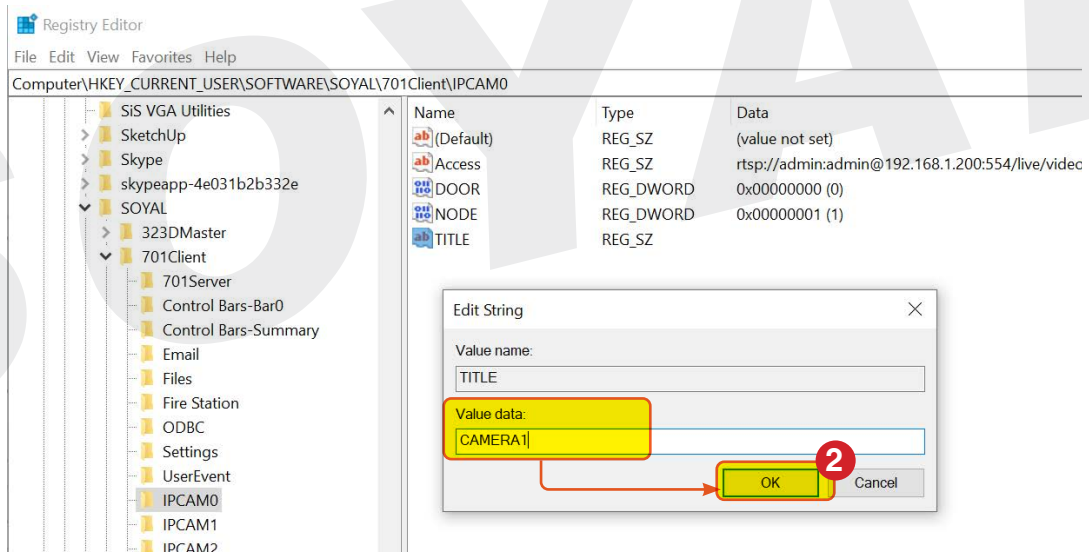 Registry Editor
File Edit View Favorites Help
Computer\HKEY_CURRENT_USER\SOFTWARE\SOYAL\701Client\IPCAM0
SiS VGA Utilities
SketchUp
Skype
skypeapp-4e031b2b332e
SOYAL
323DMaster
701Client
701Server
Control Bars-Bar0
Control Bars-Summary
Email
Files
Fire Station
ODBC
Settings
UserEvent
IPCAM0
IPCAM1
IPCAM2
Name Type Data
(Default) REG_SZ (value not set)
Access REG_SZ rtsp://admin:admin@192.168.1.200:554/live/video
DOOR REG_DWORD 0x00000000 (0)
NODE REG_DWORD 0x00000001 (1)
TITLE REG_SZ
Edit String
Value name:
TITLE
Value data:
CAMERA1
2
OK Cancel
SOYAL